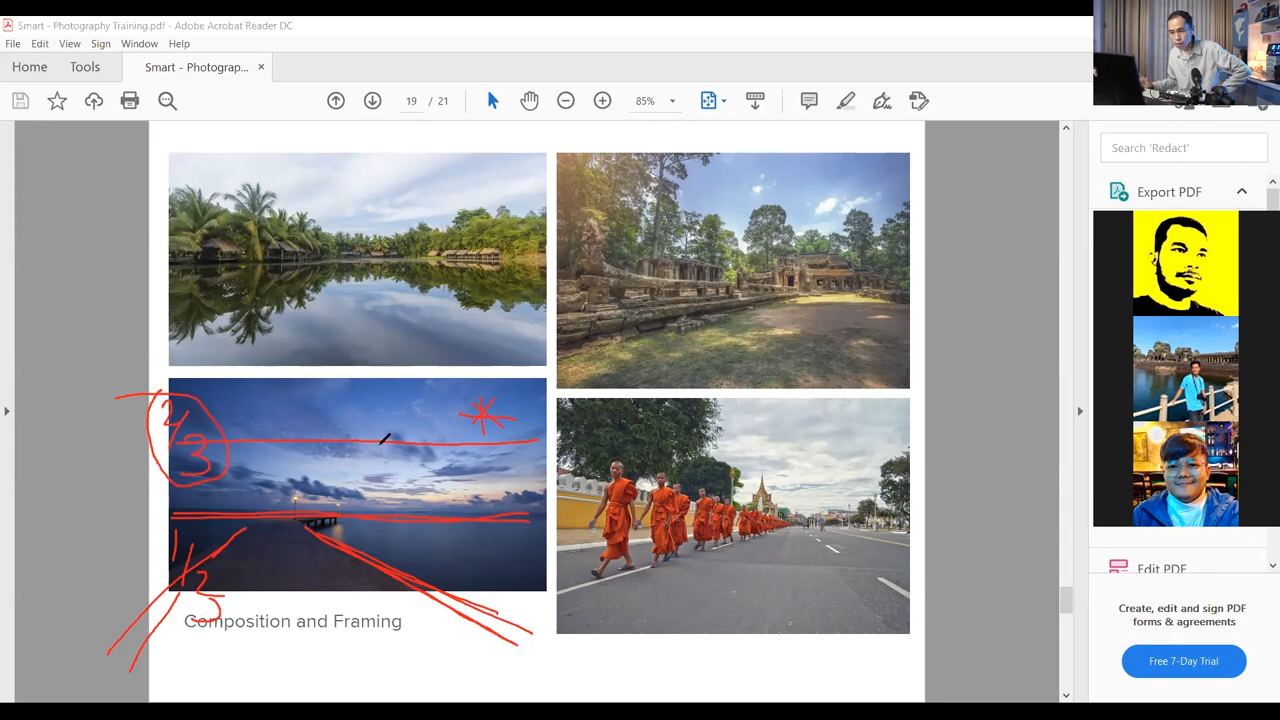 Smart - Photography Training.pdf - Adobe Acrobat Reader DC
File Edit View Sign Window Help
Home Tools Smart - Photograp... ×
19 / 21 85%
Search 'Redact'
Export PDF
2/3
1/3
Composition and Framing
Edit PDF
Create, edit and sign PDF
forms & agreements
Free 7-Day Trial